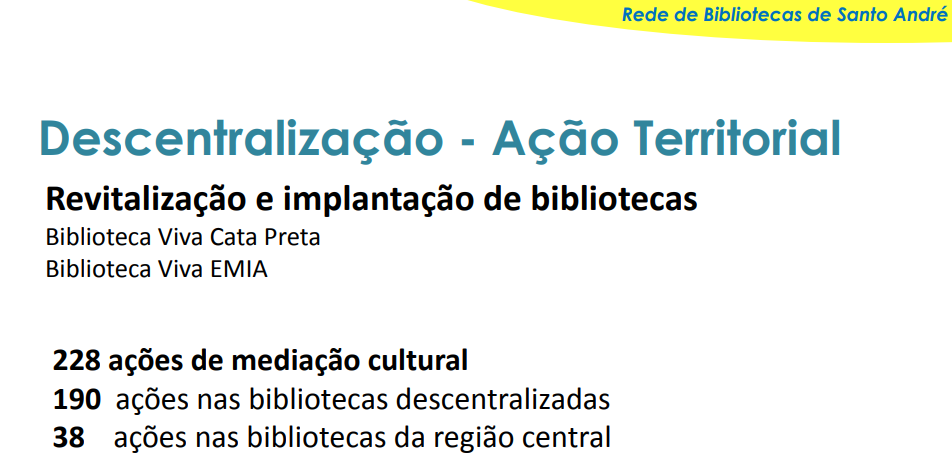 Rede de Bibliotecas de Santo André
Descentralização - Ação Territorial
Revitalização e implantação de bibliotecas
Biblioteca Viva Cata Preta
Biblioteca Viva EMIA
228 ações de mediação cultural
190 ações nas bibliotecas descentralizadas
38 ações nas bibliotecas da região central